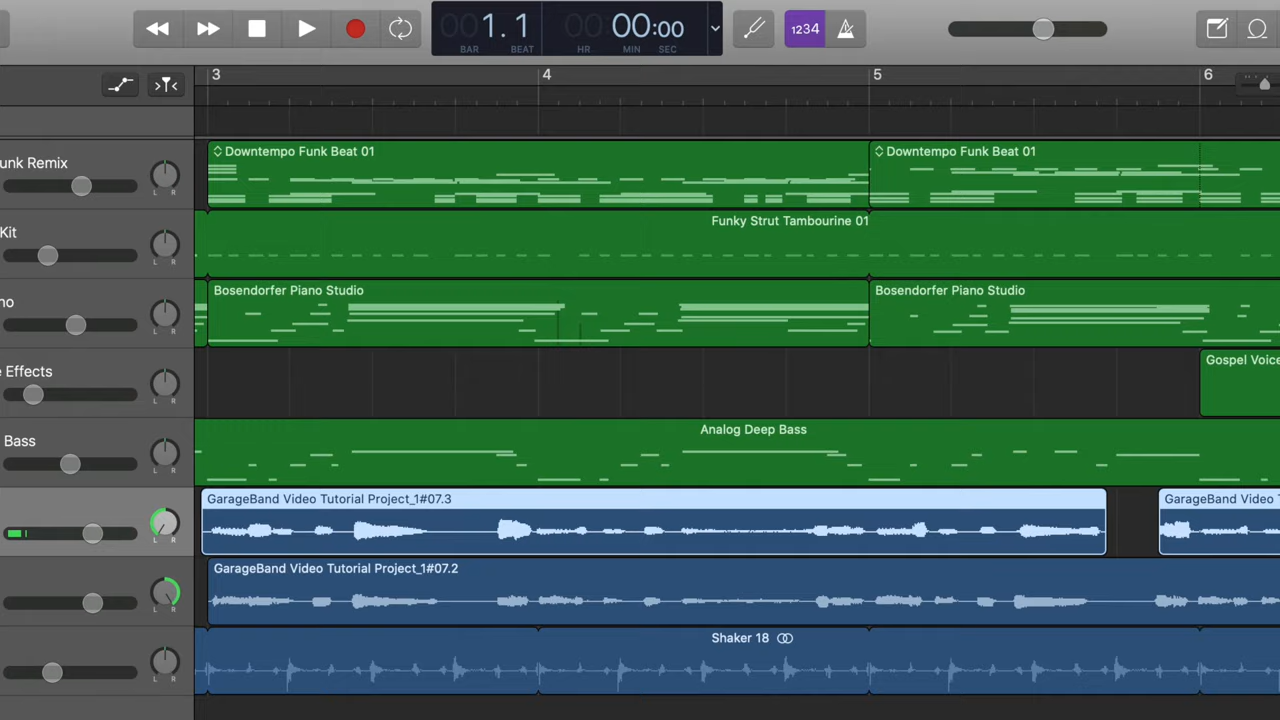 001.1
BAR
BEAT
00 00:00
HR
MIN
SEC
1234
3
4
5
6
unk Remix
L R
Downtempo Funk Beat 01
Downtempo Funk Beat 01
Kit
L R
Funky Strut Tambourine 01
no
L R
Bosendorfer Piano Studio
Bosendorfer Piano Studio
e Effects
L R
Gospel Voice
Bass
L R
Analog Deep Bass
L R
GarageBand Video Tutorial Project_1#07.3
GarageBand Video T
L R
GarageBand Video Tutorial Project_1#07.2
L R
Shaker 18